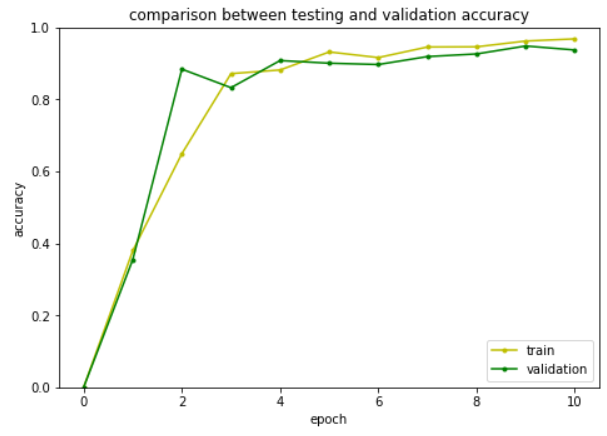 comparison between testing and validation accuracy
1.0
0.8
0.6
0.4
0.2
0.0
accuracy
0 2 4 6 8 10
epoch
train
validation